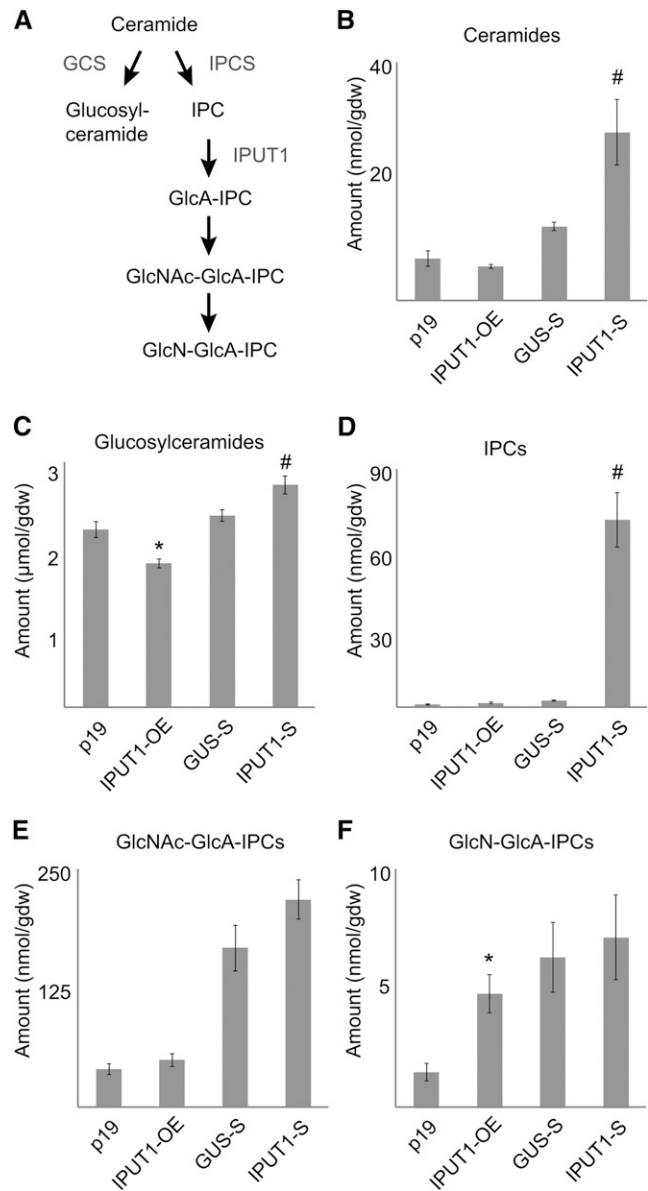 A
Ceramide
GCS
IPCS
Glucosyl-
ceramide
IPC
IPUT1
GlcA-IPC
GlcNAc-GlcA-IPC
GlcN-GlcA-IPC
B
Ceramides
Amount (nmol/gdw)
40
20
#
p19
IPUT1-OE
GUS-S
IPUT1-S
C
Glucosylceramides
Amount (µmol/gdw)
3
2
1
*
#
p19
IPUT1-OE
GUS-S
IPUT1-S
D
IPCs
Amount (nmol/gdw)
90
60
30
#
p19
IPUT1-OE
GUS-S
IPUT1-S
E
GlcNAc-GlcA-IPCs
Amount (nmol/gdw)
250
125
p19
IPUT1-OE
GUS-S
IPUT1-S
F
GlcN-GlcA-IPCs
Amount (nmol/gdw)
10
5
*
p19
IPUT1-OE
GUS-S
IPUT1-S